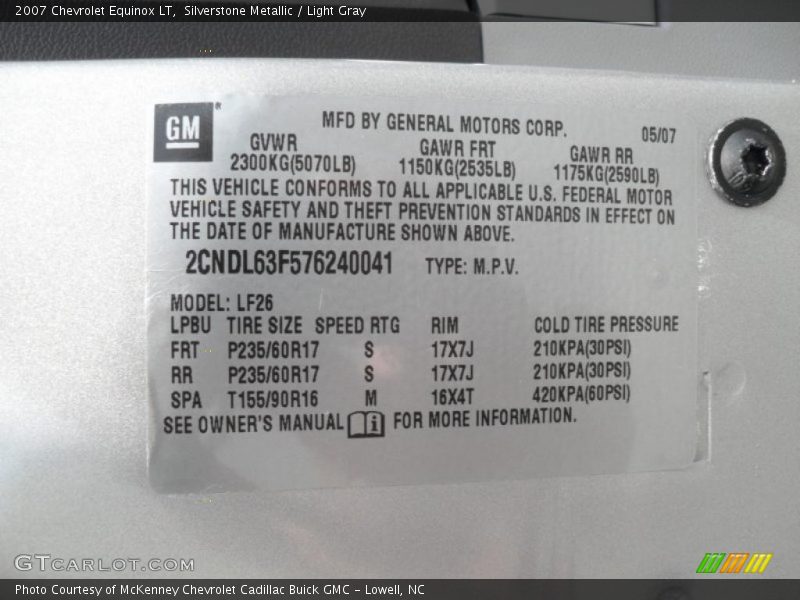 2007 Chevrolet Equinox LT, Silverstone Metallic / Light Gray
GM
MFD BY GENERAL MOTORS CORP. 05/07
GVWR GAWR FRT GAWR RR
2300KG(5070LB) 1150KG(2535LB) 1175KG(2590LB)
THIS VEHICLE CONFORMS TO ALL APPLICABLE U.S. FEDERAL MOTOR
VEHICLE SAFETY AND THEFT PREVENTION STANDARDS IN EFFECT ON
THE DATE OF MANUFACTURE SHOWN ABOVE.
2CNDL63F576240041 TYPE: M.P.V.
MODEL: LF26
LPBU TIRE SIZE SPEED RTG RIM COLD TIRE PRESSURE
FRT P235/60R17 S 17X7J 210KPA(30PSI)
RR P235/60R17 S 17X7J 210KPA(30PSI)
SPA T155/90R16 M 16X4T 420KPA(60PSI)
SEE OWNER'S MANUAL i FOR MORE INFORMATION.
GTCARLOT.COM
Photo Courtesy of McKenney Chevrolet Cadillac Buick GMC - Lowell, NC